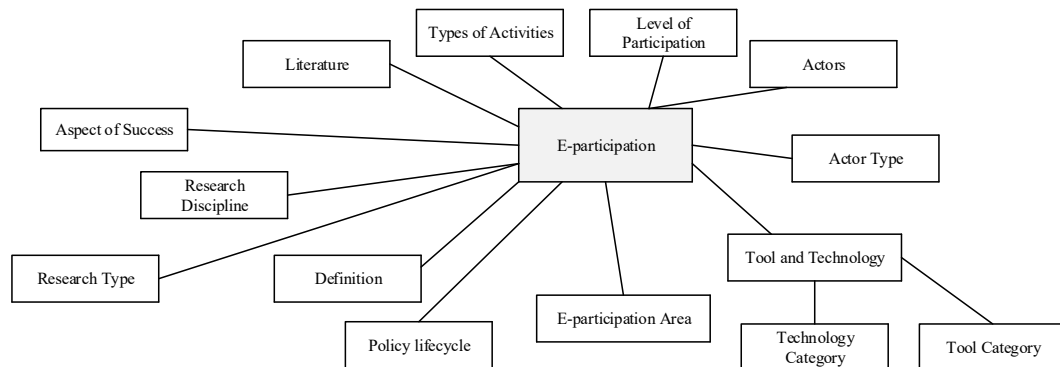 Types of Activities
Level of
Participation
Literature
Actors
Aspect of Success
E-participation
Actor Type
Research
Discipline
Research Type
Definition
Tool and Technology
E-participation Area
Policy lifecycle
Technology
Category
Tool Category